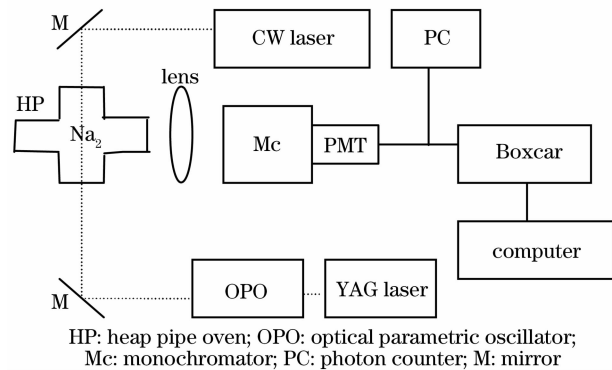 M
CW laser
PC
lens
HP
Na2
Mc
PMT
Boxcar
computer
M
OPO
YAG laser
HP: heap pipe oven; OPO: optical parametric oscillator;
Mc: monochromator; PC: photon counter; M: mirror